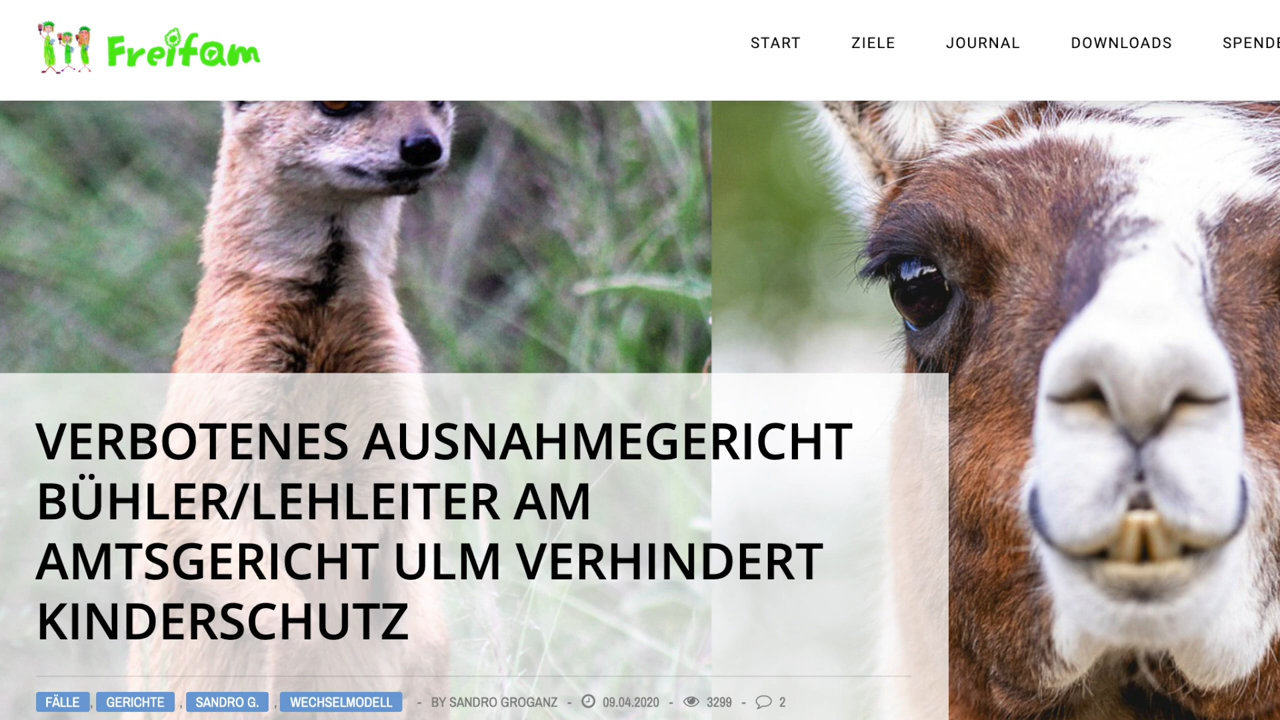 Freifam
START ZIELE JOURNAL DOWNLOADS
VERBOTENES AUSNAHMEGERICHT
BÜHLER/LEHLEITER AM
AMTSGERICHT ULM VERHINDERT
KINDERSCHUTZ
FÄLLE, GERICHTE, SANDRO G., WECHSELMODELL - BY SANDRO GROGANZ - 09.04.2020 - 3299 - 2